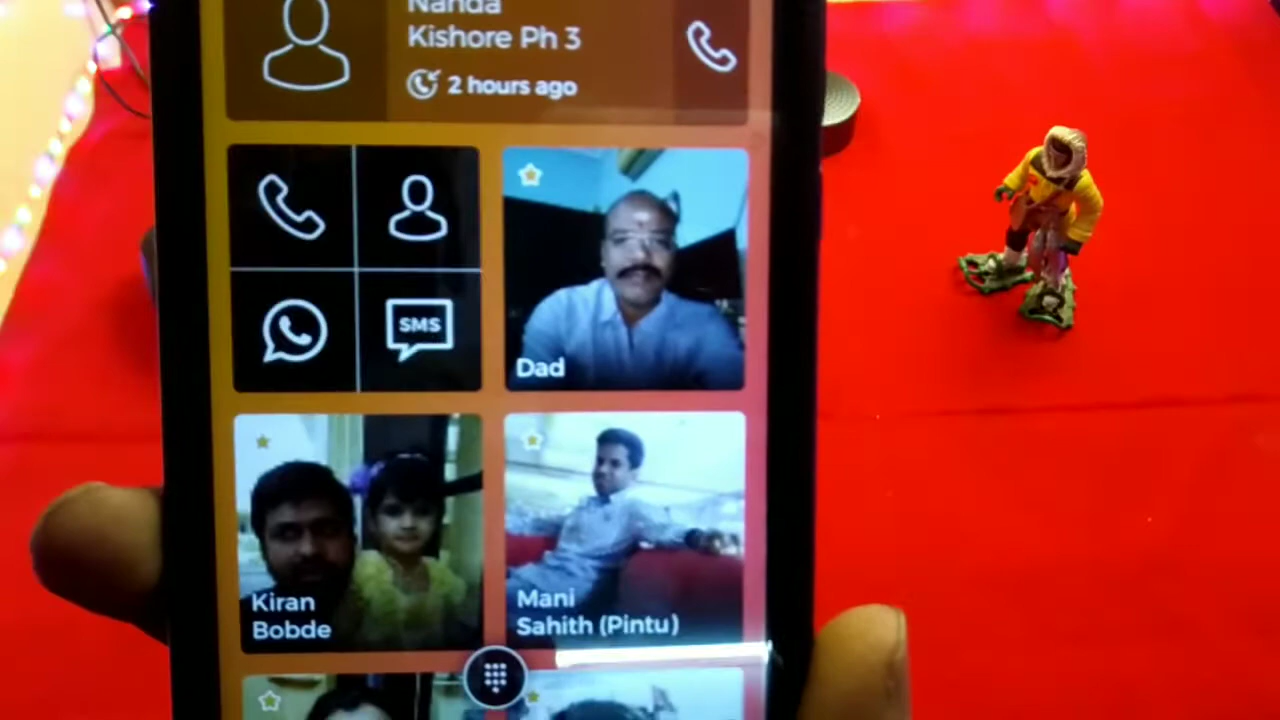 Nanda
Kishore Ph 3
2 hours ago
SMS
Dad
Kiran
Bobde
Mani
Sahith (Pintu)